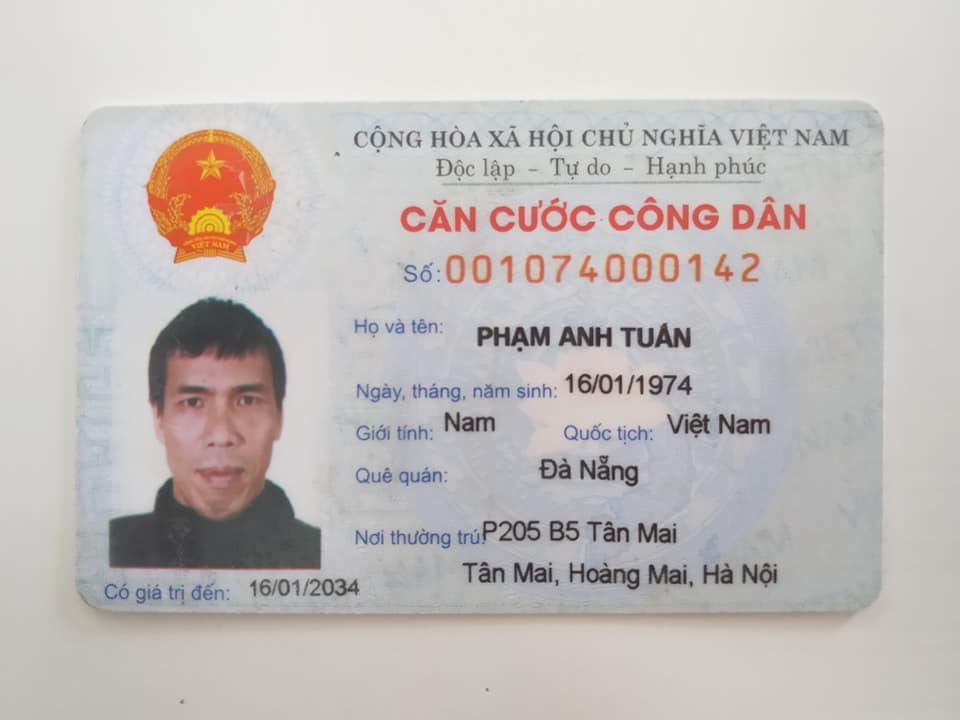 CỘNG HÒA XÃ HỘI CHỦ NGHĨA VIỆT NAM
Độc lập - Tự do - Hạnh phúc
CĂN CƯỚC CÔNG DÂN
Số: 001074000142
Họ và tên: PHẠM ANH TUẤN
Ngày, tháng, năm sinh: 16/01/1974
Giới tính: Nam Quốc tịch: Việt Nam
Quê quán: Đà Nẵng
Nơi thường trú: P205 B5 Tân Mai
Tân Mai, Hoàng Mai, Hà Nội
Có giá trị đến: 16/01/2034
VIỆT NAM